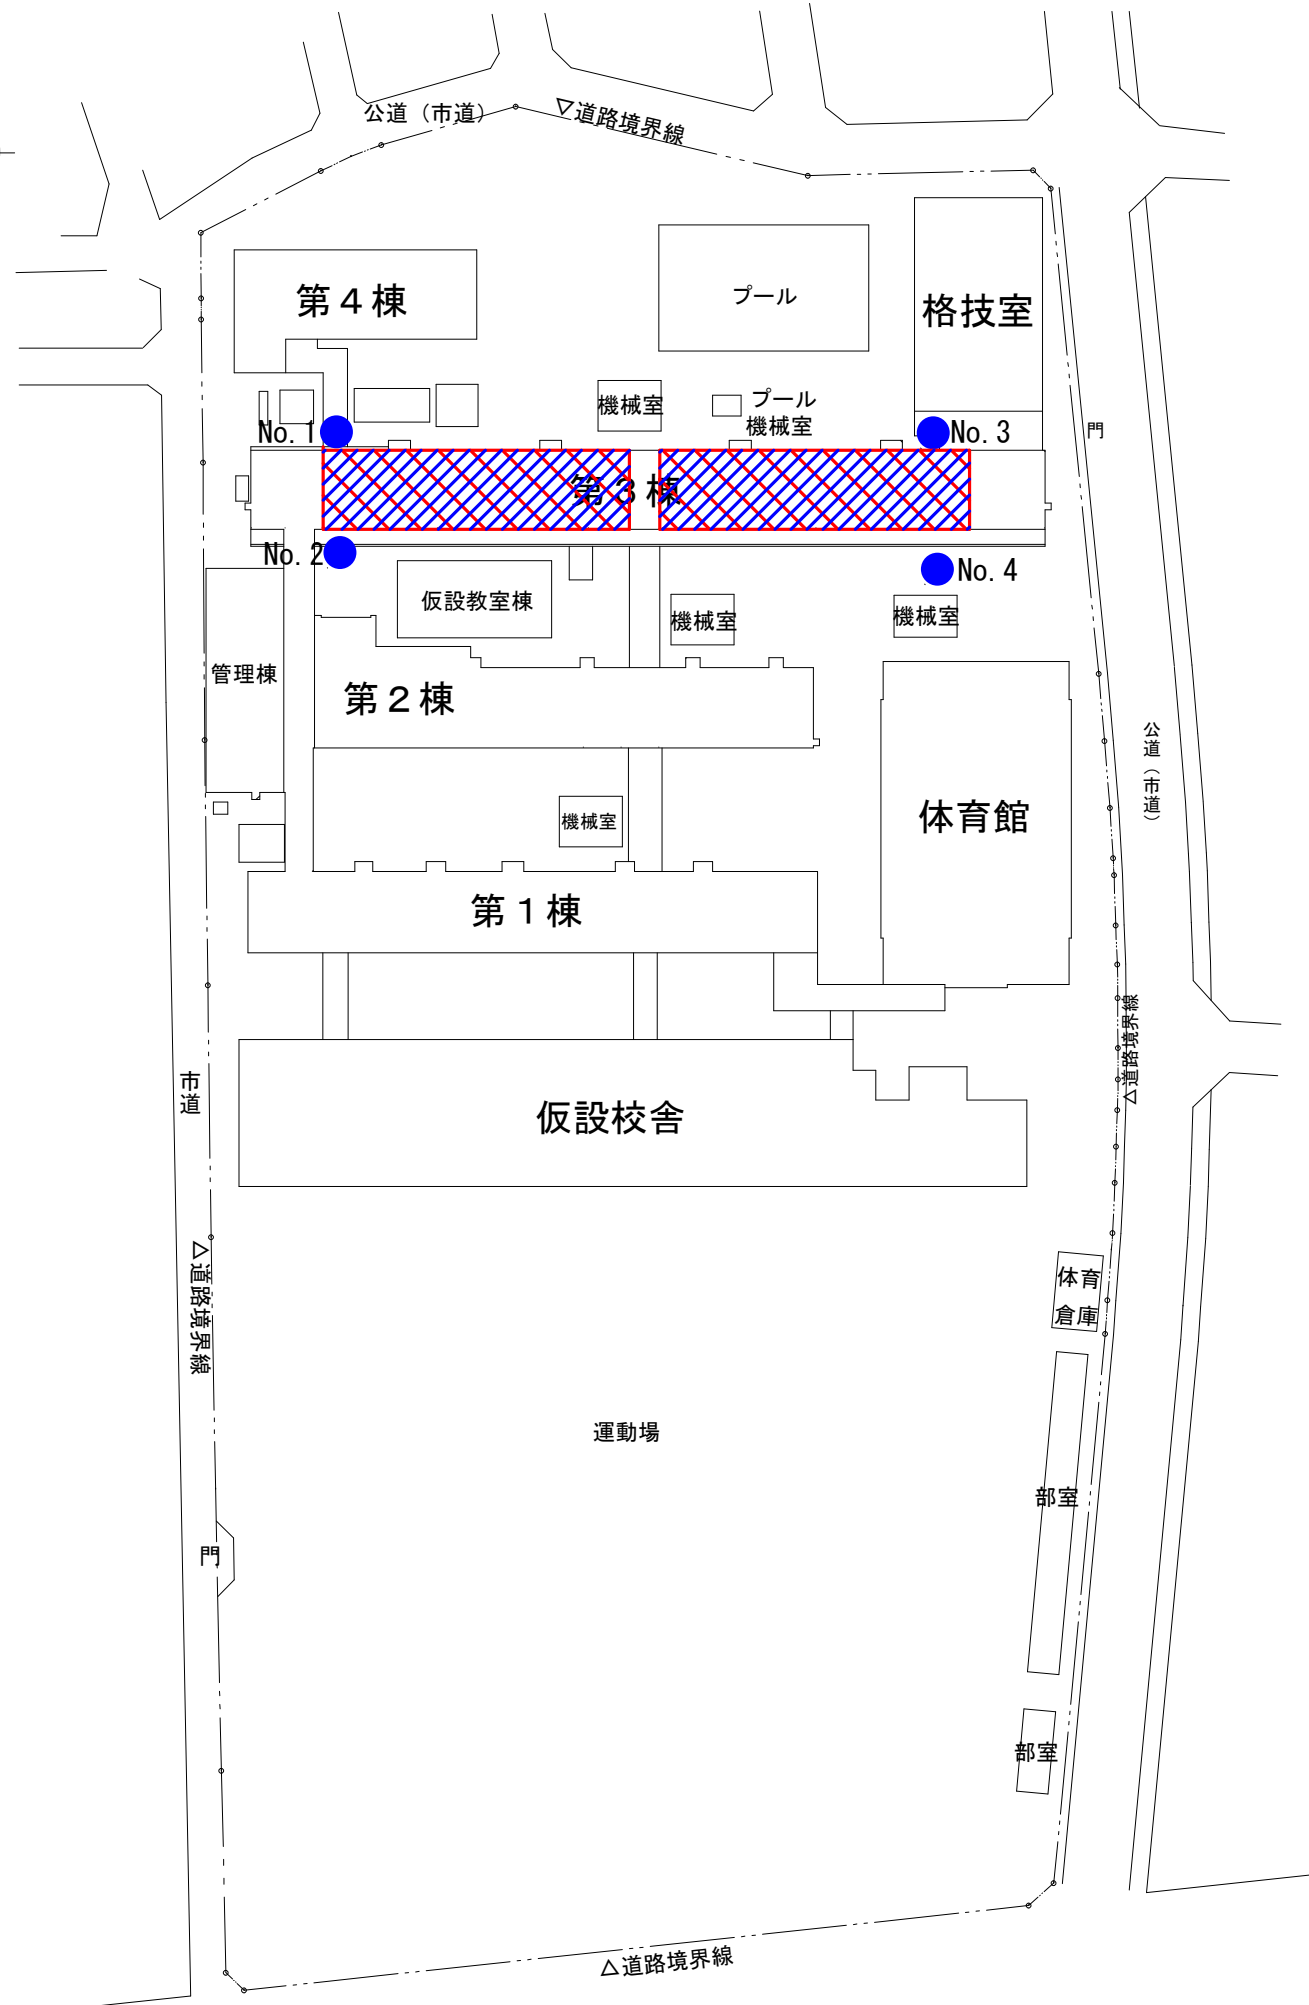 公道（市道）
▽道路境界線
第４棟
プール
格技室
機械室
プール
機械室
門
No. 1
No. 3
第３棟
No. 2
No. 4
仮設教室棟
機械室
機械室
管理棟
第２棟
公道（市道）
機械室
体育館
第１棟
△道路境界線
市道
仮設校舎
△道路境界線
体育
倉庫
運動場
部室
門
部室
△道路境界線